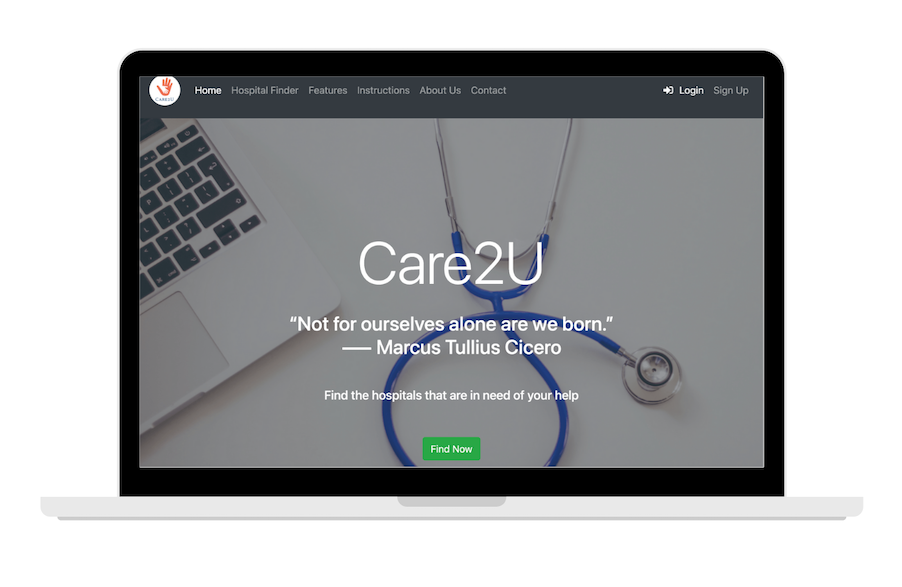 CARE2U
Home Hospital Finder Features Instructions About Us Contact Login Sign Up
Care2U
“Not for ourselves alone are we born.”
—— Marcus Tullius Cicero
Find the hospitals that are in need of your help
Find Now